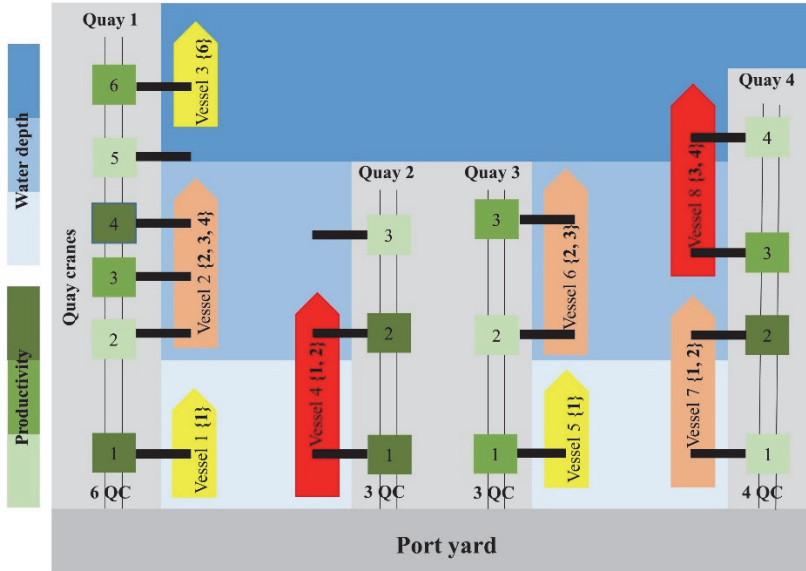 Quay 1
Water depth
Productivity
Quay cranes
6
5
4
3
2
1
6 QC
Vessel 3 {6}
Vessel 2 {2, 3, 4}
Vessel 1 {1}
Quay 2
3
2
1
3 QC
Vessel 4 {1, 2}
Quay 3
3
2
1
3 QC
Vessel 6 {2, 3}
Vessel 5 {1}
Quay 4
4
3
2
1
4 QC
Vessel 8 {3, 4}
Vessel 7 {1, 2}
Port yard